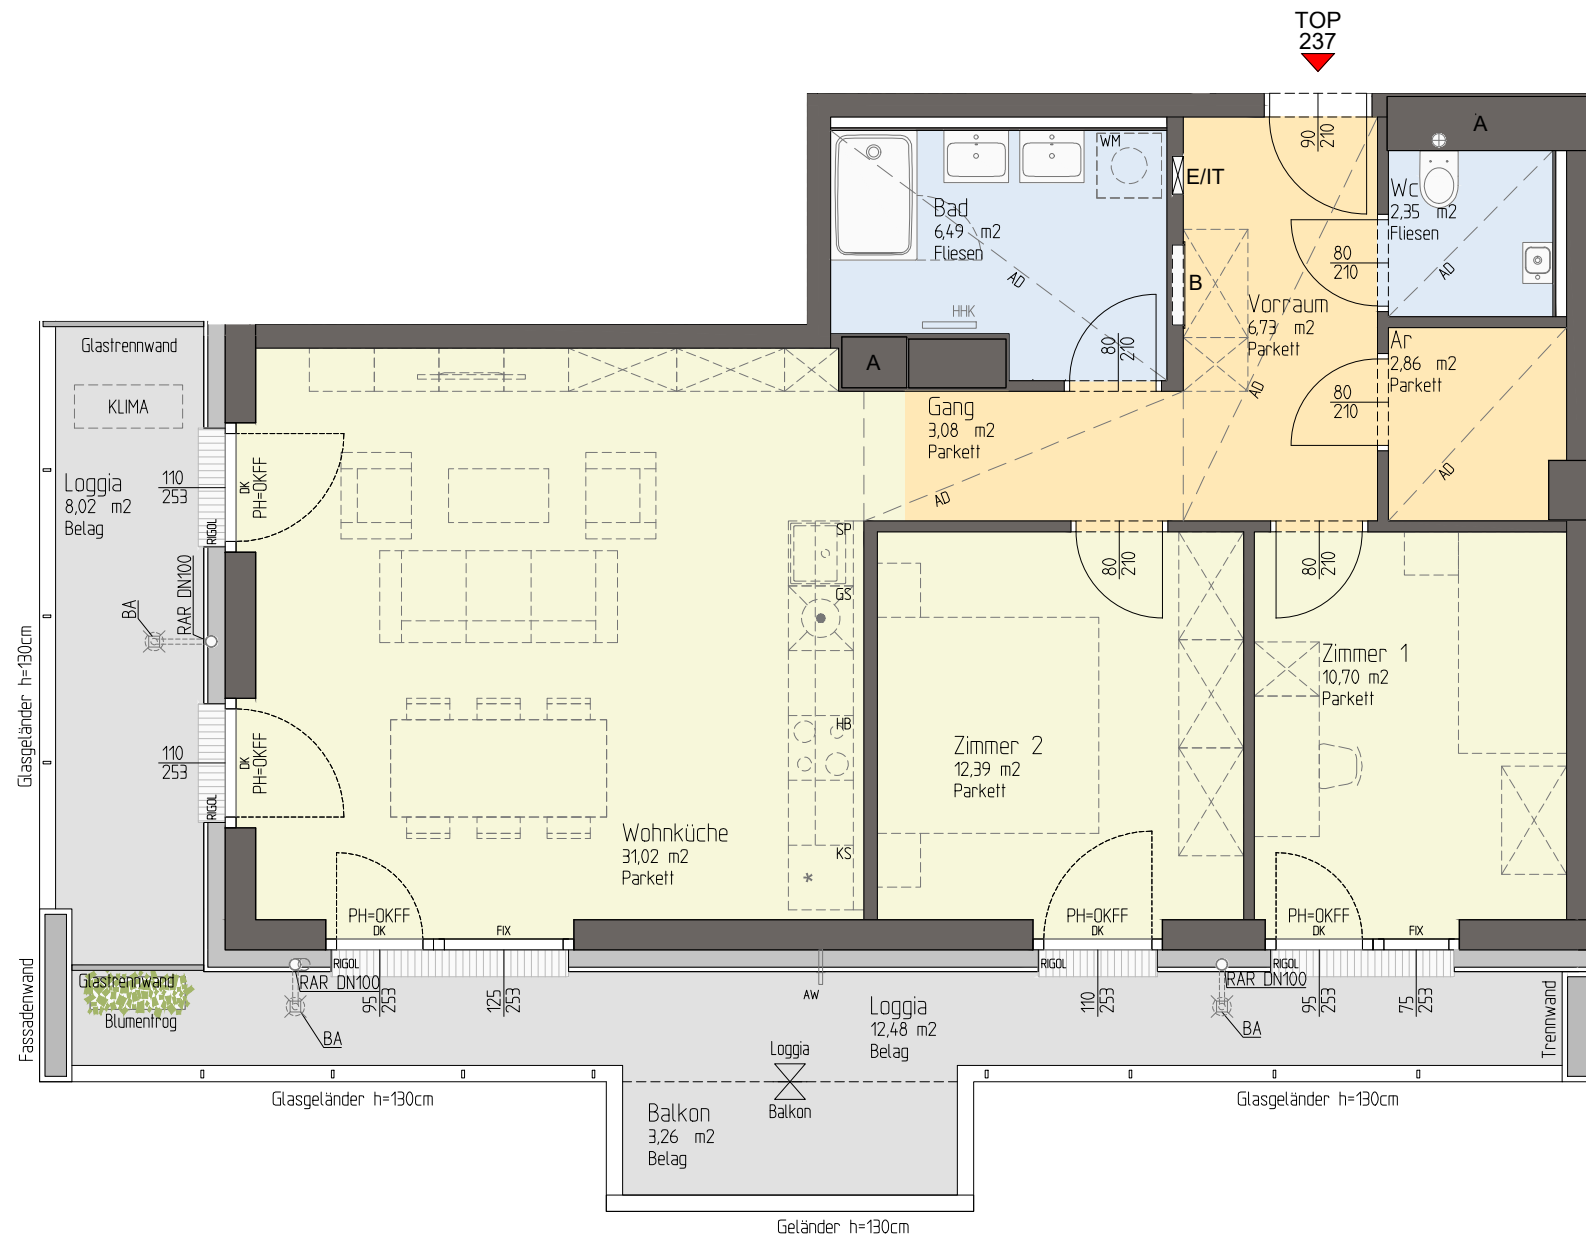 TOP
237
90
210
A
WM
E/IT
Wc
2,35 m2
Fliesen
Bad
6,49 m2
Fliesen
AD
80
210
AD
B
Vorraum
6,73 m2
Parkett
HHK
Glastrennwand
KLIMA
A
80
210
AD
Ar
2,86 m2
Parkett
80
210
AD
Gang
3,08 m2
Parkett
AD
Loggia
8,02 m2
Belag
110
253
DK
PH=OKFF
RIGOL
SP
GS
HB
KS
*
80
210
80
210
BA
RAR DN100
Glasgeländer h=130cm
Zimmer 1
10,70 m2
Parkett
110
253
DK
PH=OKFF
RIGOL
Zimmer 2
12,39 m2
Parkett
Wohnküche
31,02 m2
Parkett
PH=OKFF
DK
FIX
PH=OKFF
DK
PH=OKFF
DK
FIX
Fassadenwand
Glastrennwand
Blumentrog
RIGOL
RAR DN100
95
253
125
253
BA
AW
Loggia
12,48 m2
Belag
RIGOL
110
253
RIGOL
RAR DN100
95
253
75
253
BA
Trennwand
Loggia
Balkon
Glasgeländer h=130cm
Glasgeländer h=130cm
Balkon
3,26 m2
Belag
Geländer h=130cm